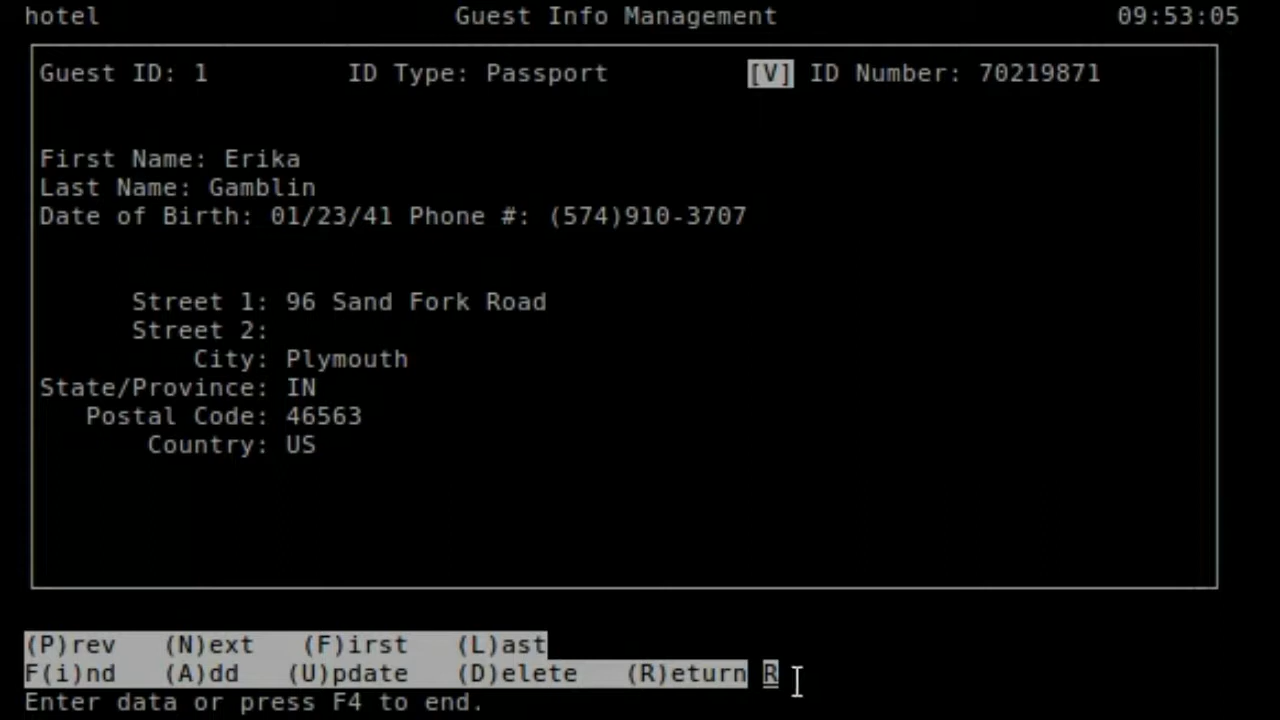 hotel Guest Info Management 09:53:05
Guest ID: 1 ID Type: Passport [V] ID Number: 70219871
First Name: Erika
Last Name: Gamblin
Date of Birth: 01/23/41 Phone #: (574)910-3707
Street 1: 96 Sand Fork Road
Street 2:
City: Plymouth
State/Province: IN
Postal Code: 46563
Country: US
(P)rev (N)ext (F)irst (L)ast
F(i)nd (A)dd (U)pdate (D)elete (R)eturn R
Enter data or press F4 to end.